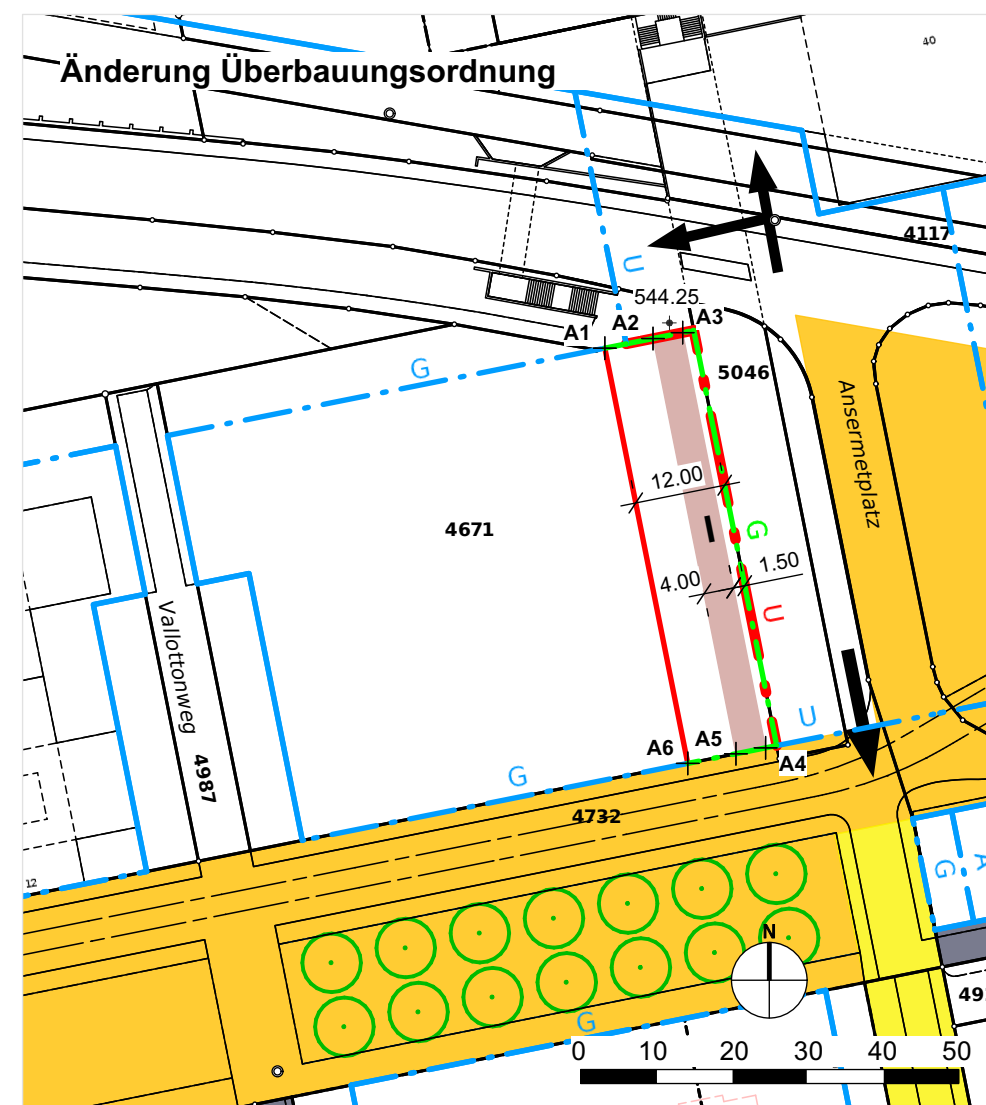 40
Änderung Überbauungsordnung
4117
U
544.25
A1
A2
A3
G
5046
Ansermetplatz
12.00
4671
G
1.50
4.00
U
Vallottonweg
U
A6
A5
A4
G
4987
4732
G
A
12
N
49
G
0 10 20 30 40 50